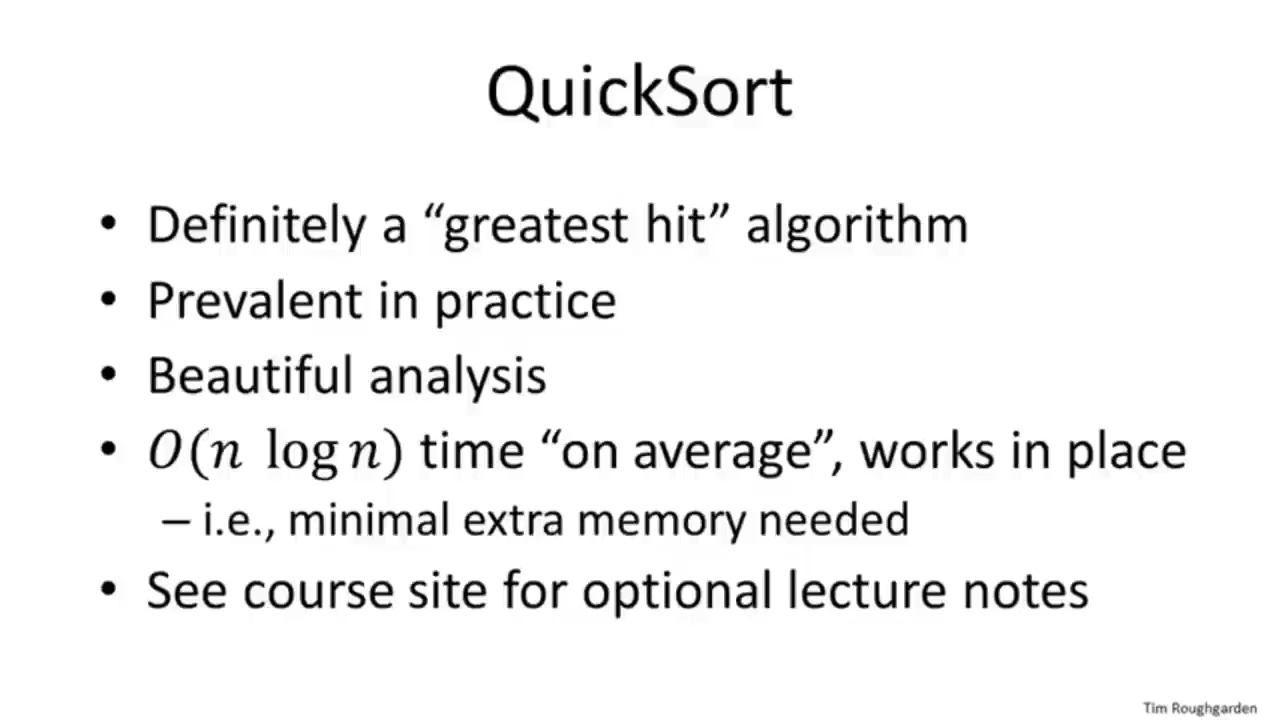 QuickSort
• Definitely a “greatest hit” algorithm
• Prevalent in practice
• Beautiful analysis
• O(n log n) time “on average”, works in place
– i.e., minimal extra memory needed
• See course site for optional lecture notes
Tim Roughgarden